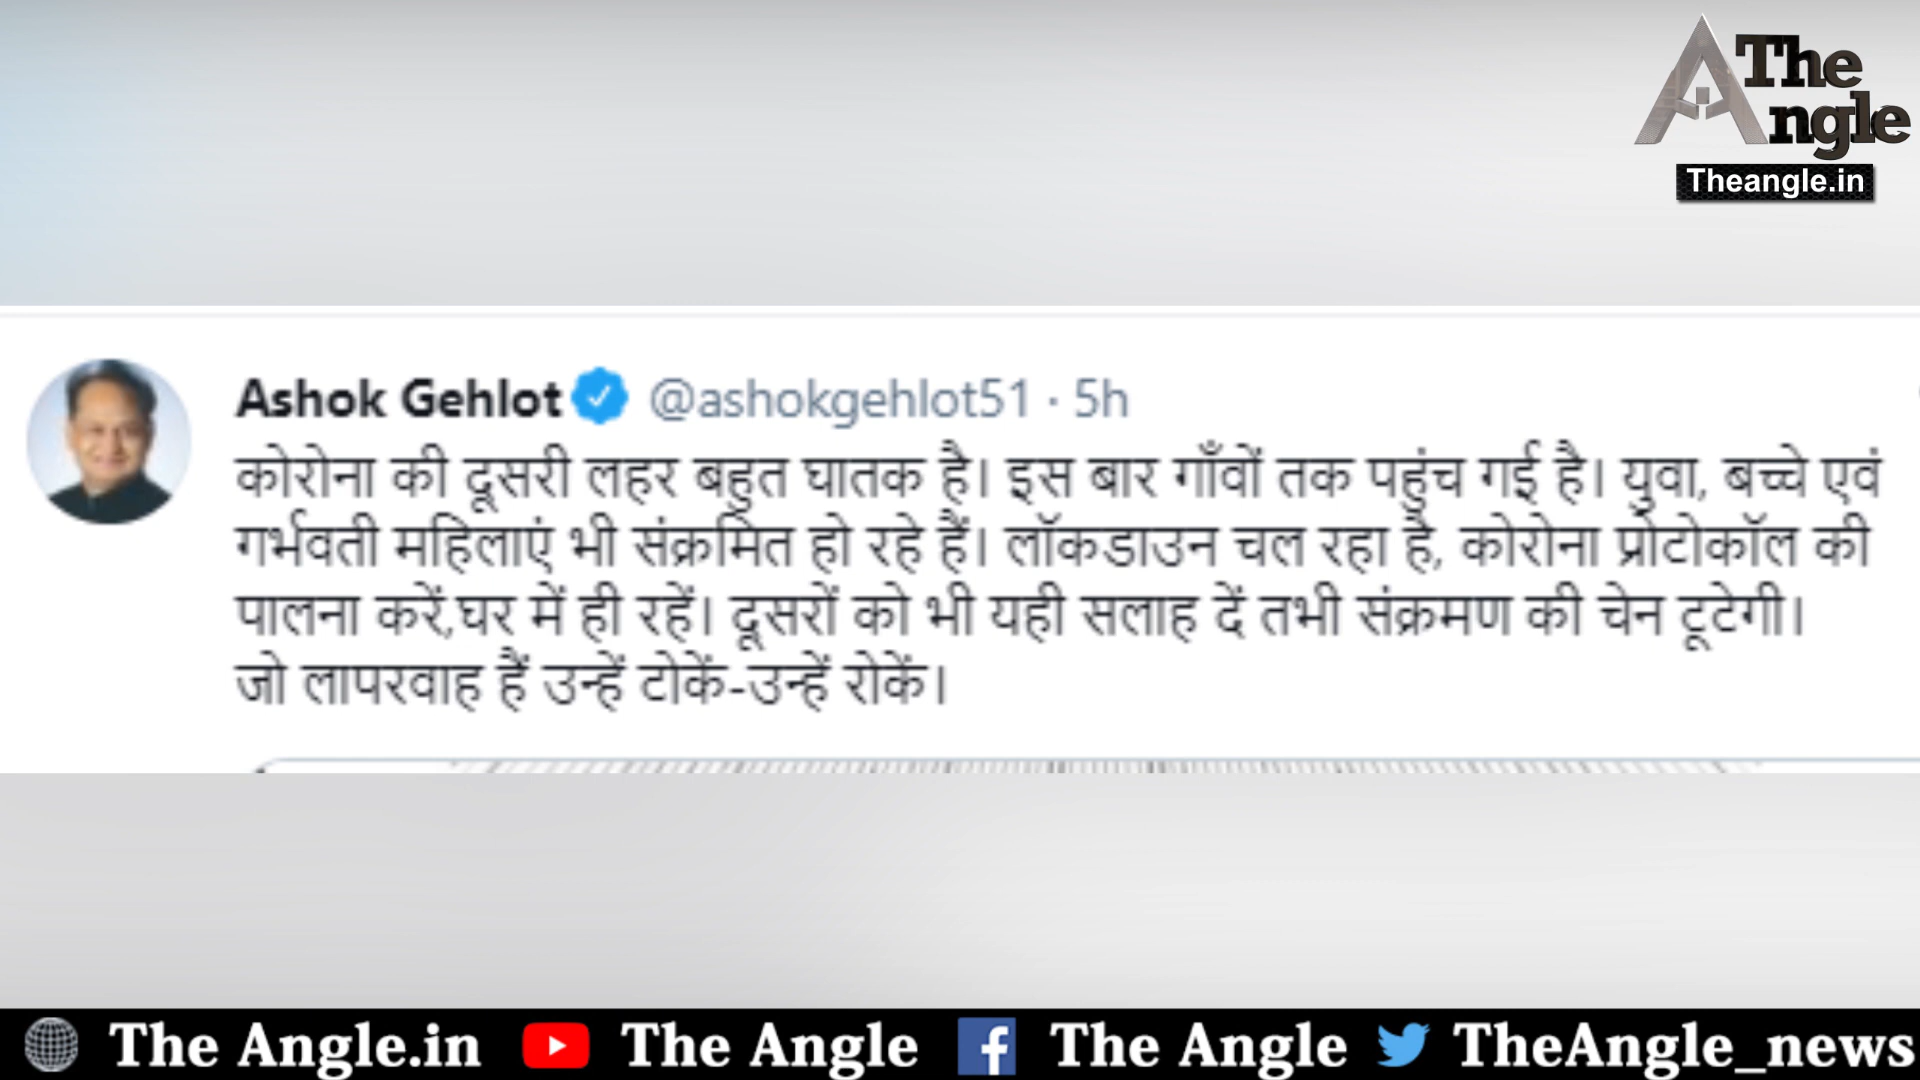 The
Angle
Theangle.in
Ashok Gehlot @ashokgehlot51 · 5h
कोरोना की दूसरी लहर बहुत घातक है। इस बार गाँवों तक पहुंच गई है। युवा, बच्चे एवं
गर्भवती महिलाएं भी संक्रमित हो रहे हैं। लॉकडाउन चल रहा है, कोरोना प्रोटोकॉल की
पालना करें,घर में ही रहें। दूसरों को भी यही सलाह दें तभी संक्रमण की चेन टूटेगी।
जो लापरवाह हैं उन्हें टोकें-उन्हें रोकें।
The Angle.in The Angle The Angle TheAngle_news